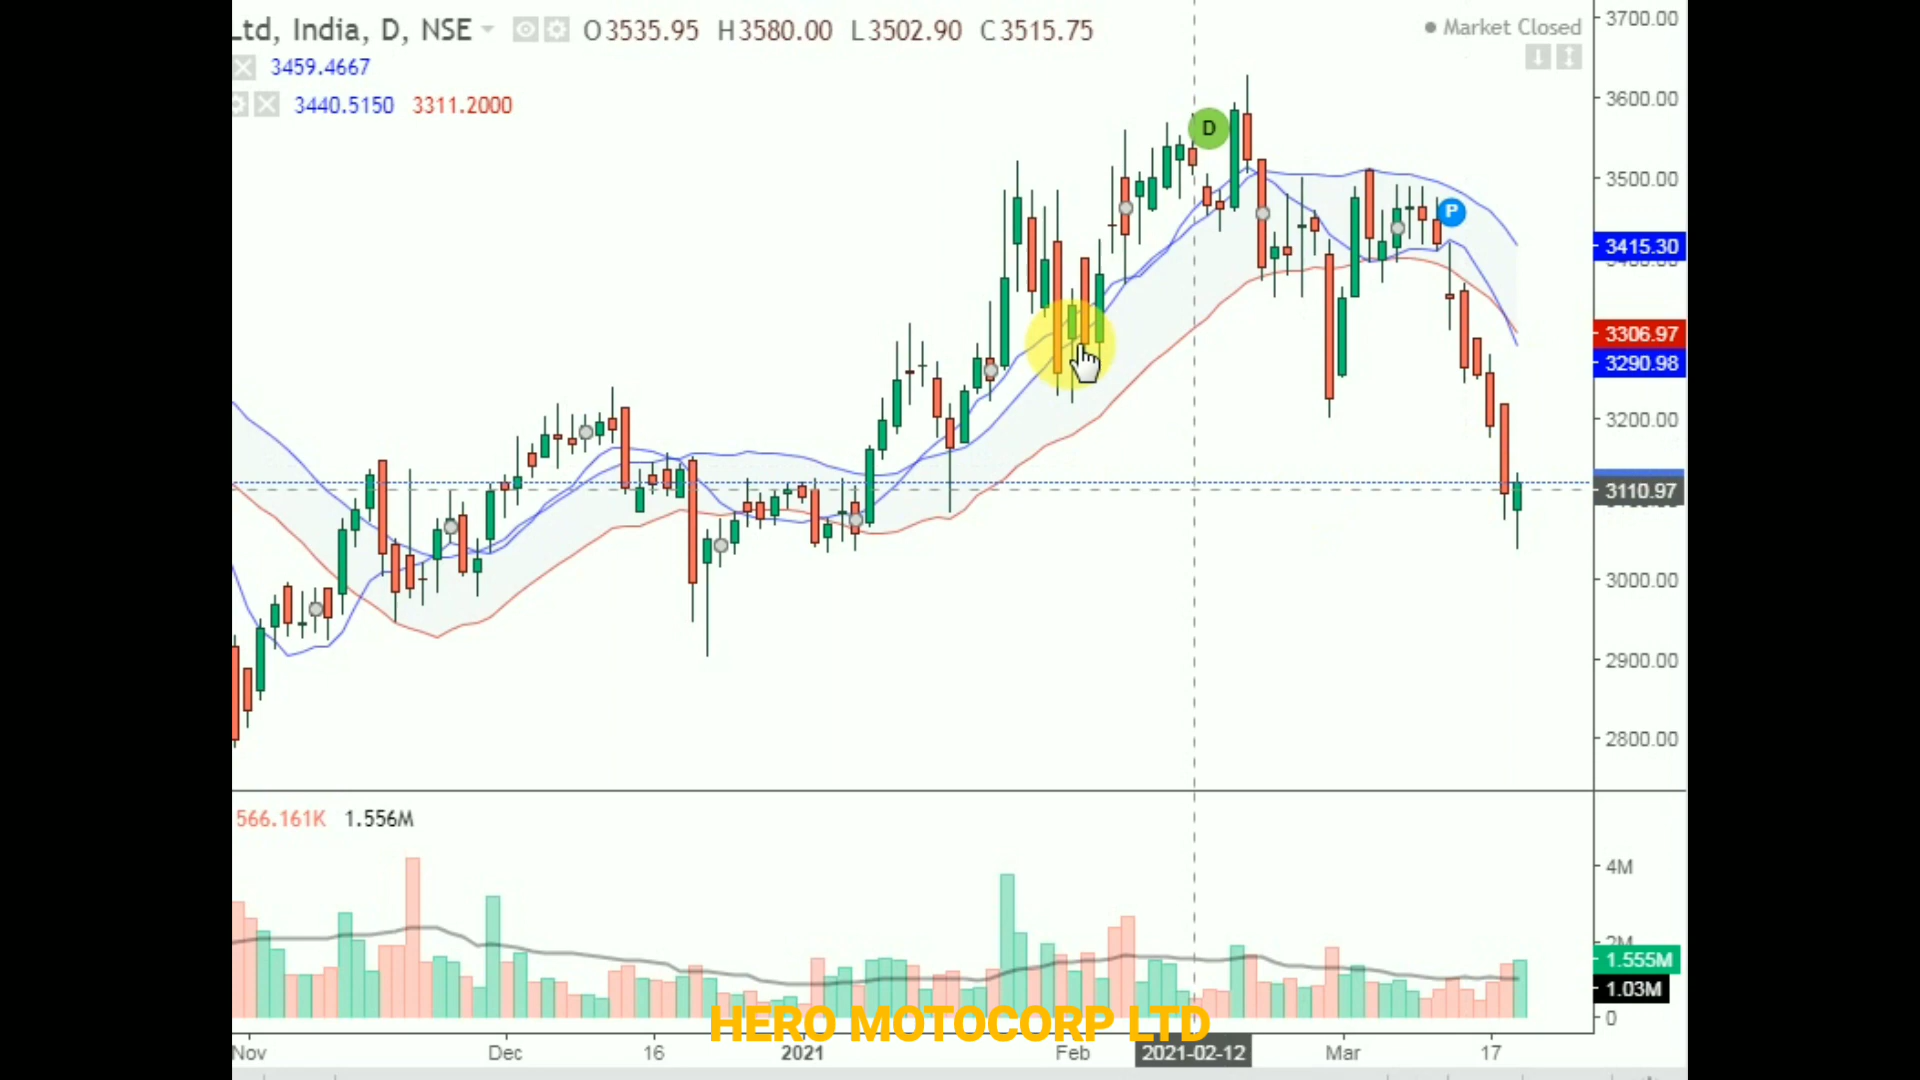 Ltd, India, D, NSE O3535.95 H3580.00 L3502.90 C3515.75
Market Closed
3459.4667
3440.5150 3311.2000
D
P
3700.00
3600.00
3500.00
3415.30
3306.97
3290.98
3200.00
3110.97
3000.00
2900.00
2800.00
566.161K 1.556M
4M
2M
1.555M
1.03M
0
HERO MOTOCORP LTD
Nov Dec 16 2021 Feb 2021-02-12 Mar 17